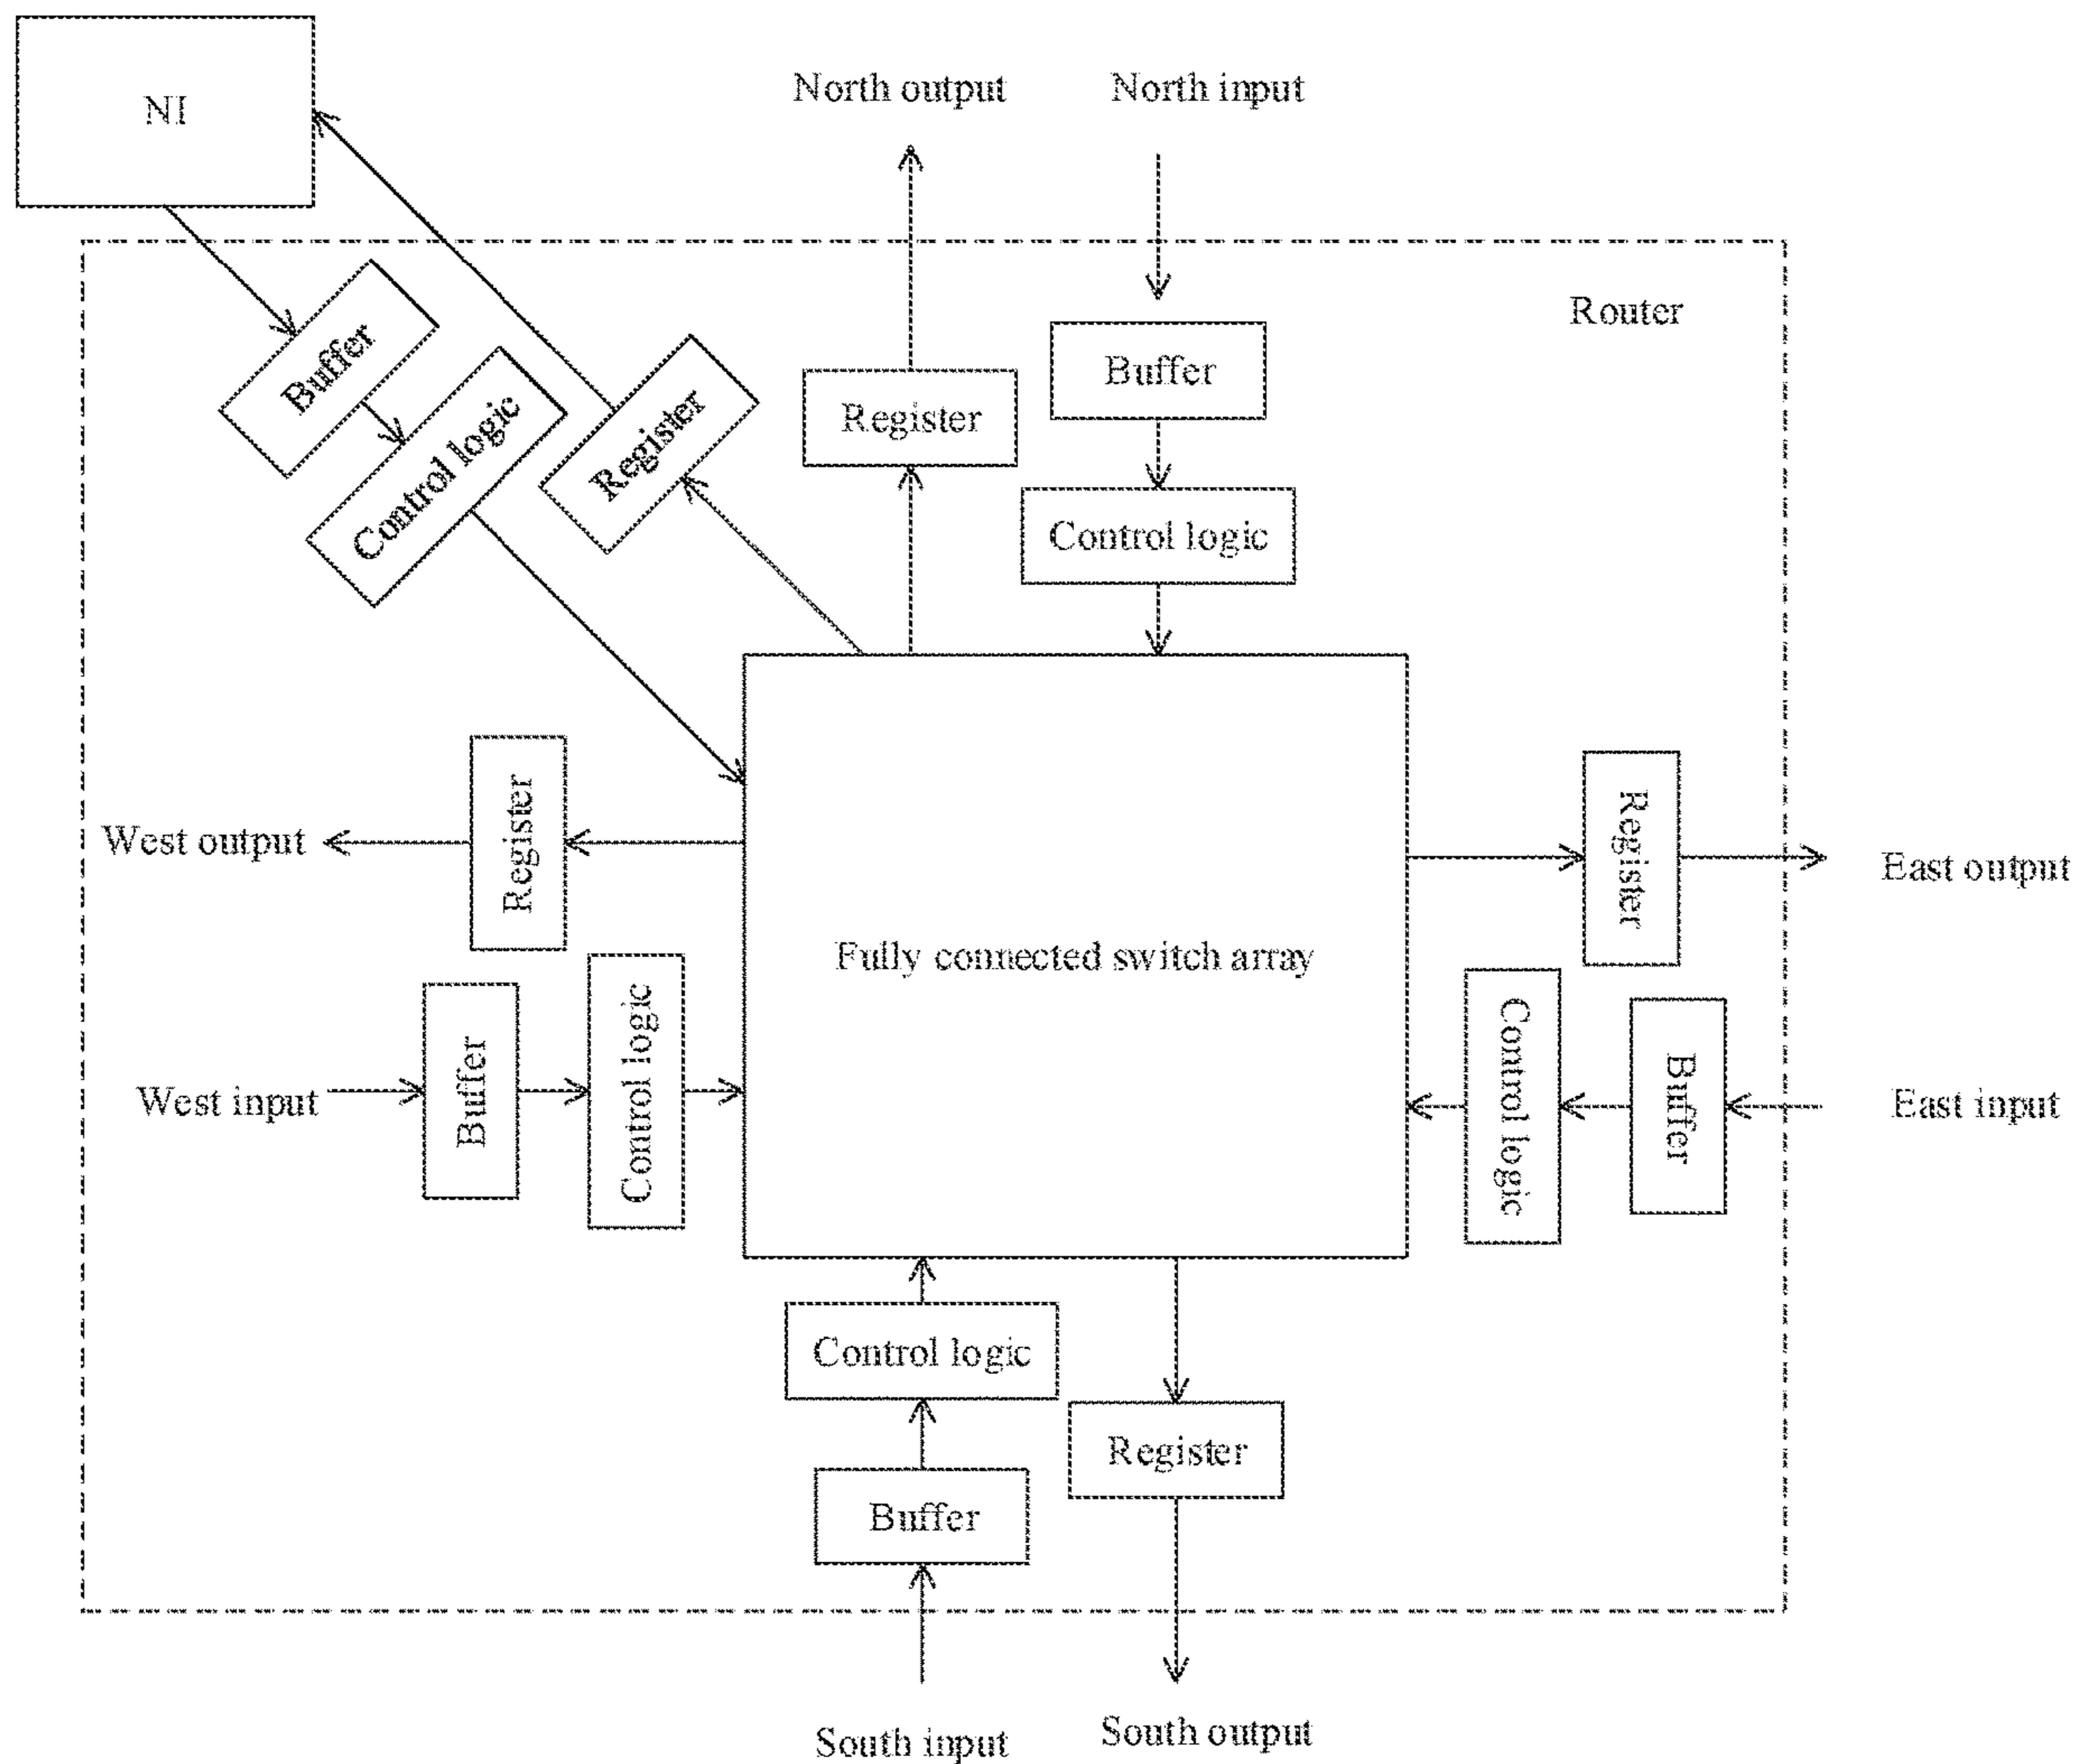 NI
North output
North input
Router
Buffer
Control logic
Register
Register
Buffer
Control logic
West output
Register
Fully connected switch array
Register
East output
West input
Buffer
Control logic
Control logic
Buffer
East input
Control logic
Register
Buffer
South input
South output